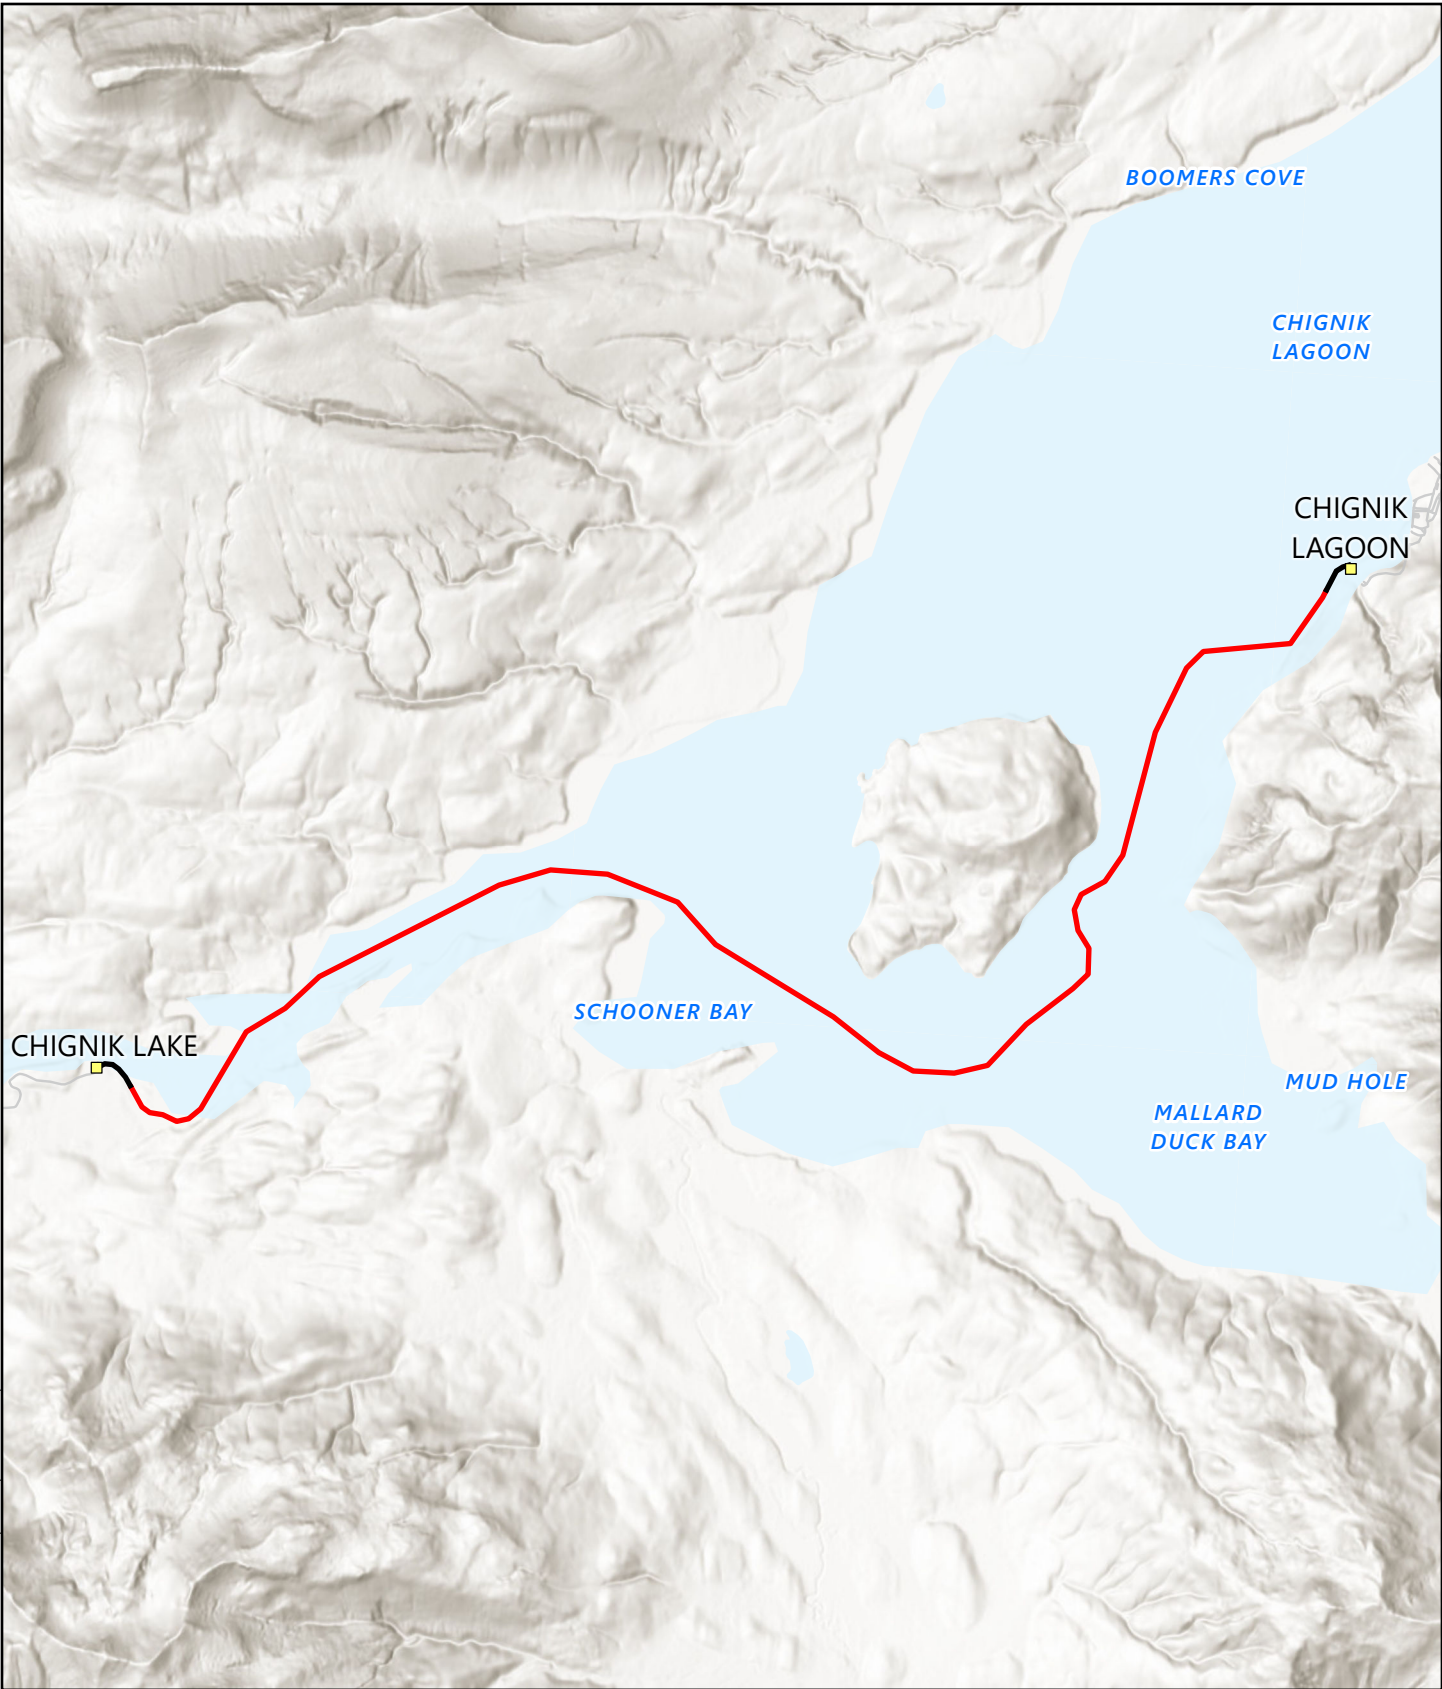 BOOMERS COVE
CHIGNIK
LAGOON
CHIGNIK
LAGOON
SCHOONER BAY
CHIGNIK LAKE
MUD HOLE
MALLARD
DUCK BAY